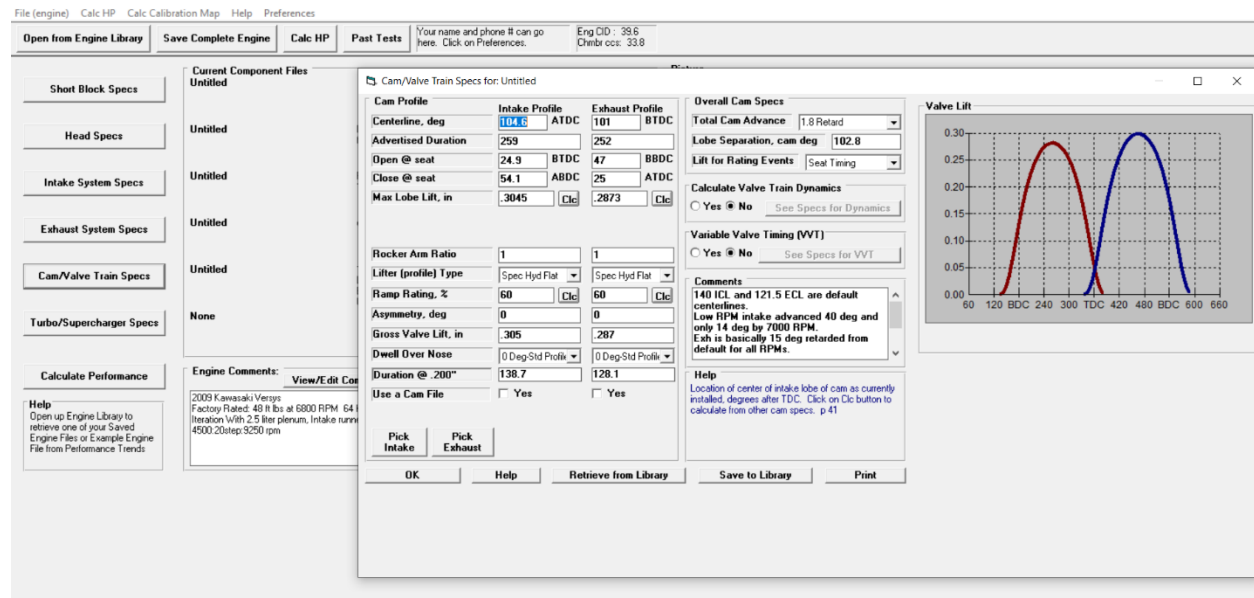 File (engine) Calc HP Calc Calibration Map Help Preferences
Open from Engine Library
Save Complete Engine
Calc HP
Past Tests
Your name and phone # can go
here. Click on Preferences.
Eng CID : 39.6
Chmbr ccs: 33.8
Short Block Specs
Head Specs
Intake System Specs
Exhaust System Specs
Cam/Valve Train Specs
Turbo/Supercharger Specs
Calculate Performance
Help
Open up Engine Library to
retrieve one of your Saved
Engine Files or Example Engine
File from Performance Trends
Current Component Files
Untitled
Untitled
Untitled
Untitled
Untitled
None
Engine Comments:
View/Edit Co
2009 Kawasaki Versys
Factory Rated: 48 ft lbs at 6800 RPM 64
Iteration With 2.5 liter plenum, Intake runn
4500:20step:9250 rpm
Cam/Valve Train Specs for: Untitled
Cam Profile
Intake Profile
Exhaust Profile
Centerline, deg 104.6 ATDC 101 BTDC
Advertised Duration 259 252
Open @ seat 24.9 BTDC 47 BBDC
Close @ seat 54.1 ABDC 25 ATDC
Max Lobe Lift, in .3045 Clc .2873 Clc
Rocker Arm Ratio 1 1
Lifter (profile) Type Spec Hyd Flat Spec Hyd Flat
Ramp Rating, % 60 Clc 60 Clc
Asymmetry, deg 0 0
Gross Valve Lift, in .305 .287
Dwell Over Nose 0 Deg-Std Profile 0 Deg-Std Profile
Duration @ .200" 138.7 128.1
Use a Cam File Yes Yes
Pick
Intake
Pick
Exhaust
OK
Help
Retrieve from Library
Save to Library
Print
Overall Cam Specs
Total Cam Advance 1.8 Retard
Lobe Separation, cam deg 102.8
Lift for Rating Events Seat Timing
Calculate Valve Train Dynamics
Yes No See Specs for Dynamics
Variable Valve Timing (VVT)
Yes No See Specs for VVT
Comments
140 ICL and 121.5 ECL are default
centerlines.
Low RPM intake advanced 40 deg and
only 14 deg by 7000 RPM.
Exh is basically 15 deg retarded from
default for all RPMs.
Help
Location of center of intake lobe of cam as currently
installed, degrees after TDC. Click on Clc button to
calculate from other cam specs. p 41
Valve Lift
0.30
0.25
0.20
0.15
0.10
0.05
0.00
60 120 BDC 240 300 TDC 420 480 BDC 600 660